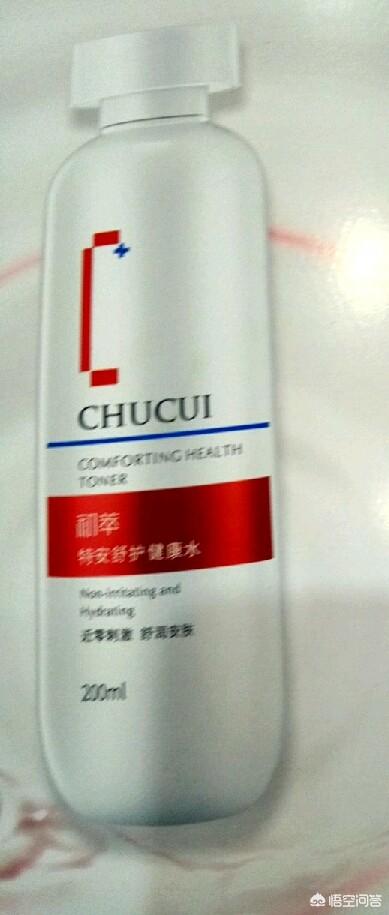 CHUCUI
COMFORTING HEALTH
TONER
初萃
特安舒护健康水
Non-irritating and
Hydrating
近零刺激 舒润安肤
200ml
悟空问答